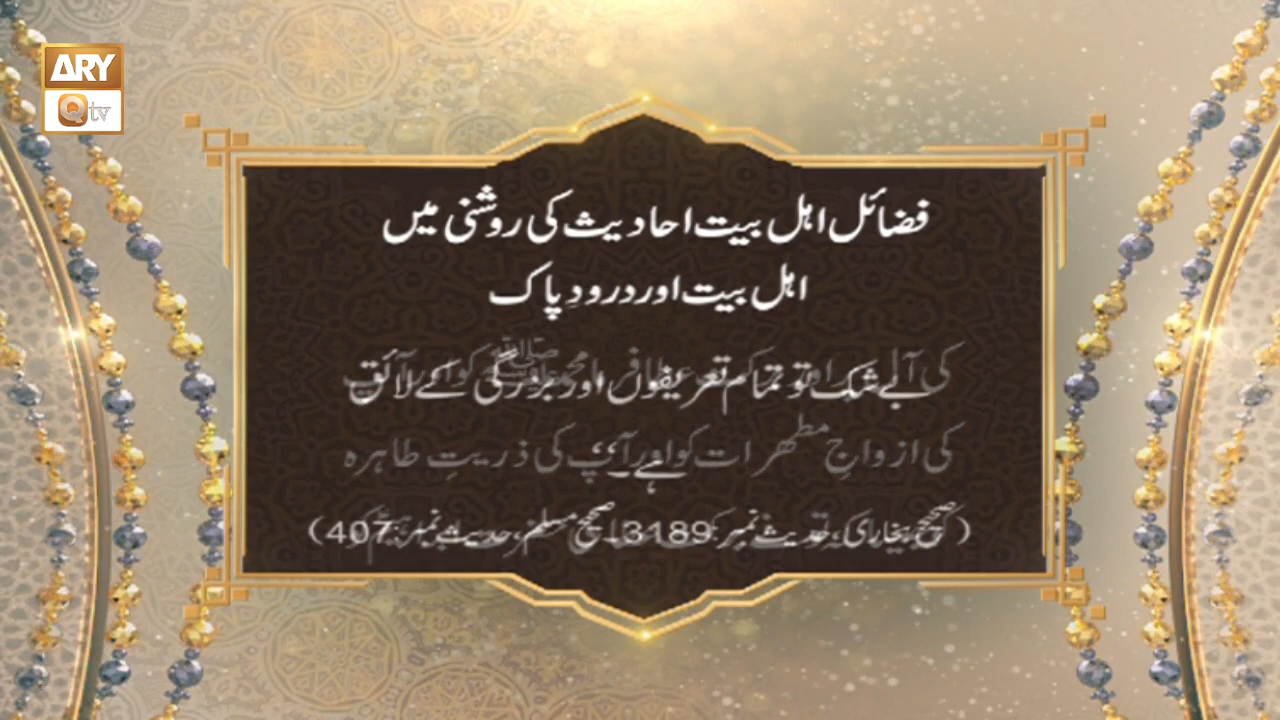 ARY
Qtv
فضائل اہل بیت احادیث کی روشنی میں
اہل بیت اور درودِ پاک
بے شک تو تمام تعریفوں اور بزرگی کے لائق
ہے۔‘‘
کی ازواجِ مطہرات کو اور آپ کی ذریتِ طاہرہ
(صحیح بخاری، حدیث نمبر: 3189، صحیح مسلم، حدیث نمبر: 407)